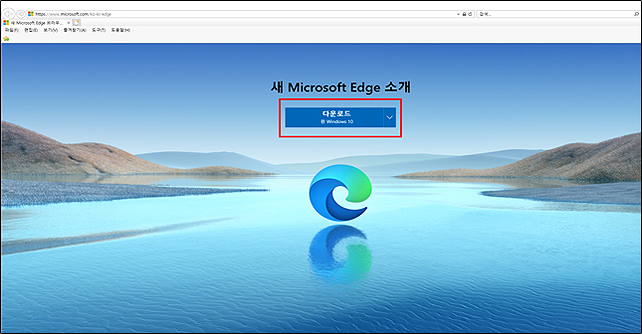 https://www.microsoft.com/ko-kr/edge
검색...
새 Microsoft Edge 브라우...
파일(F) 편집(E) 보기(V) 즐겨찾기(A) 도구(T) 도움말(H)
새 Microsoft Edge 소개
다운로드
용 Windows 10